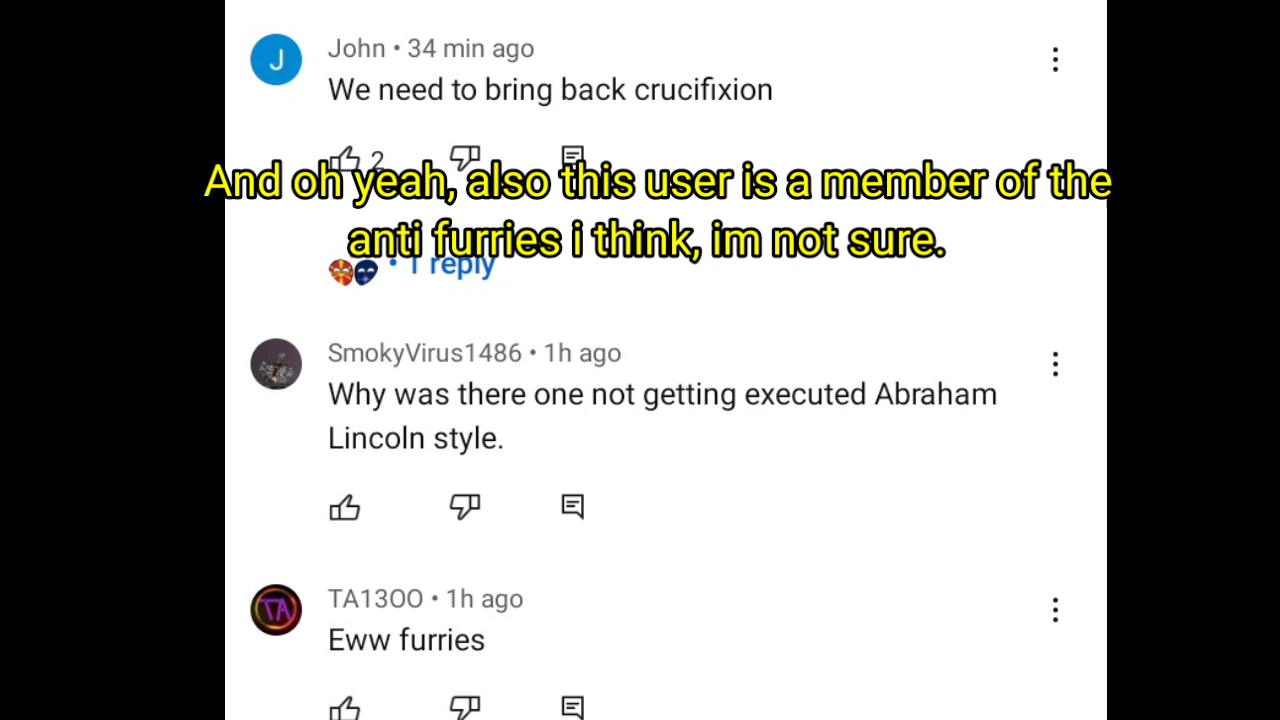 J
John • 34 min ago
We need to bring back crucifixion
2
And oh yeah, also this user is a member of the
anti furries i think, im not sure.
• 1 reply
SmokyVirus1486 • 1h ago
Why was there one not getting executed Abraham
Lincoln style.
TA
TA13OO • 1h ago
Eww furries